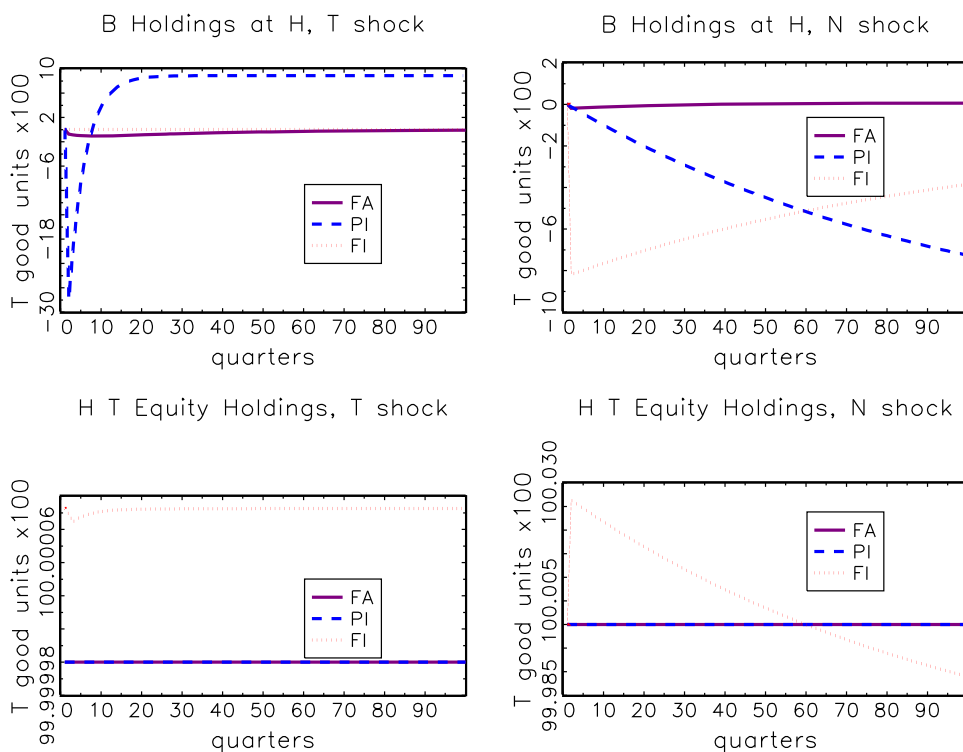 B Holdings at H, T shock
T good units x100
10
2
−6
−18
−30
FA
PI
FI
0 10 20 30 40 50 60 70 80 90
quarters
B Holdings at H, N shock
T good units x100
2
0
−2
−6
−10
FA
PI
FI
0 10 20 30 40 50 60 70 80 90
quarters
H T Equity Holdings, T shock
T good units x100
100.00006
99.99998
FA
PI
FI
0 10 20 30 40 50 60 70 80 90
quarters
H T Equity Holdings, N shock
T good units x100
100.030
100.005
99.985
FA
PI
FI
0 10 20 30 40 50 60 70 80 90
quarters